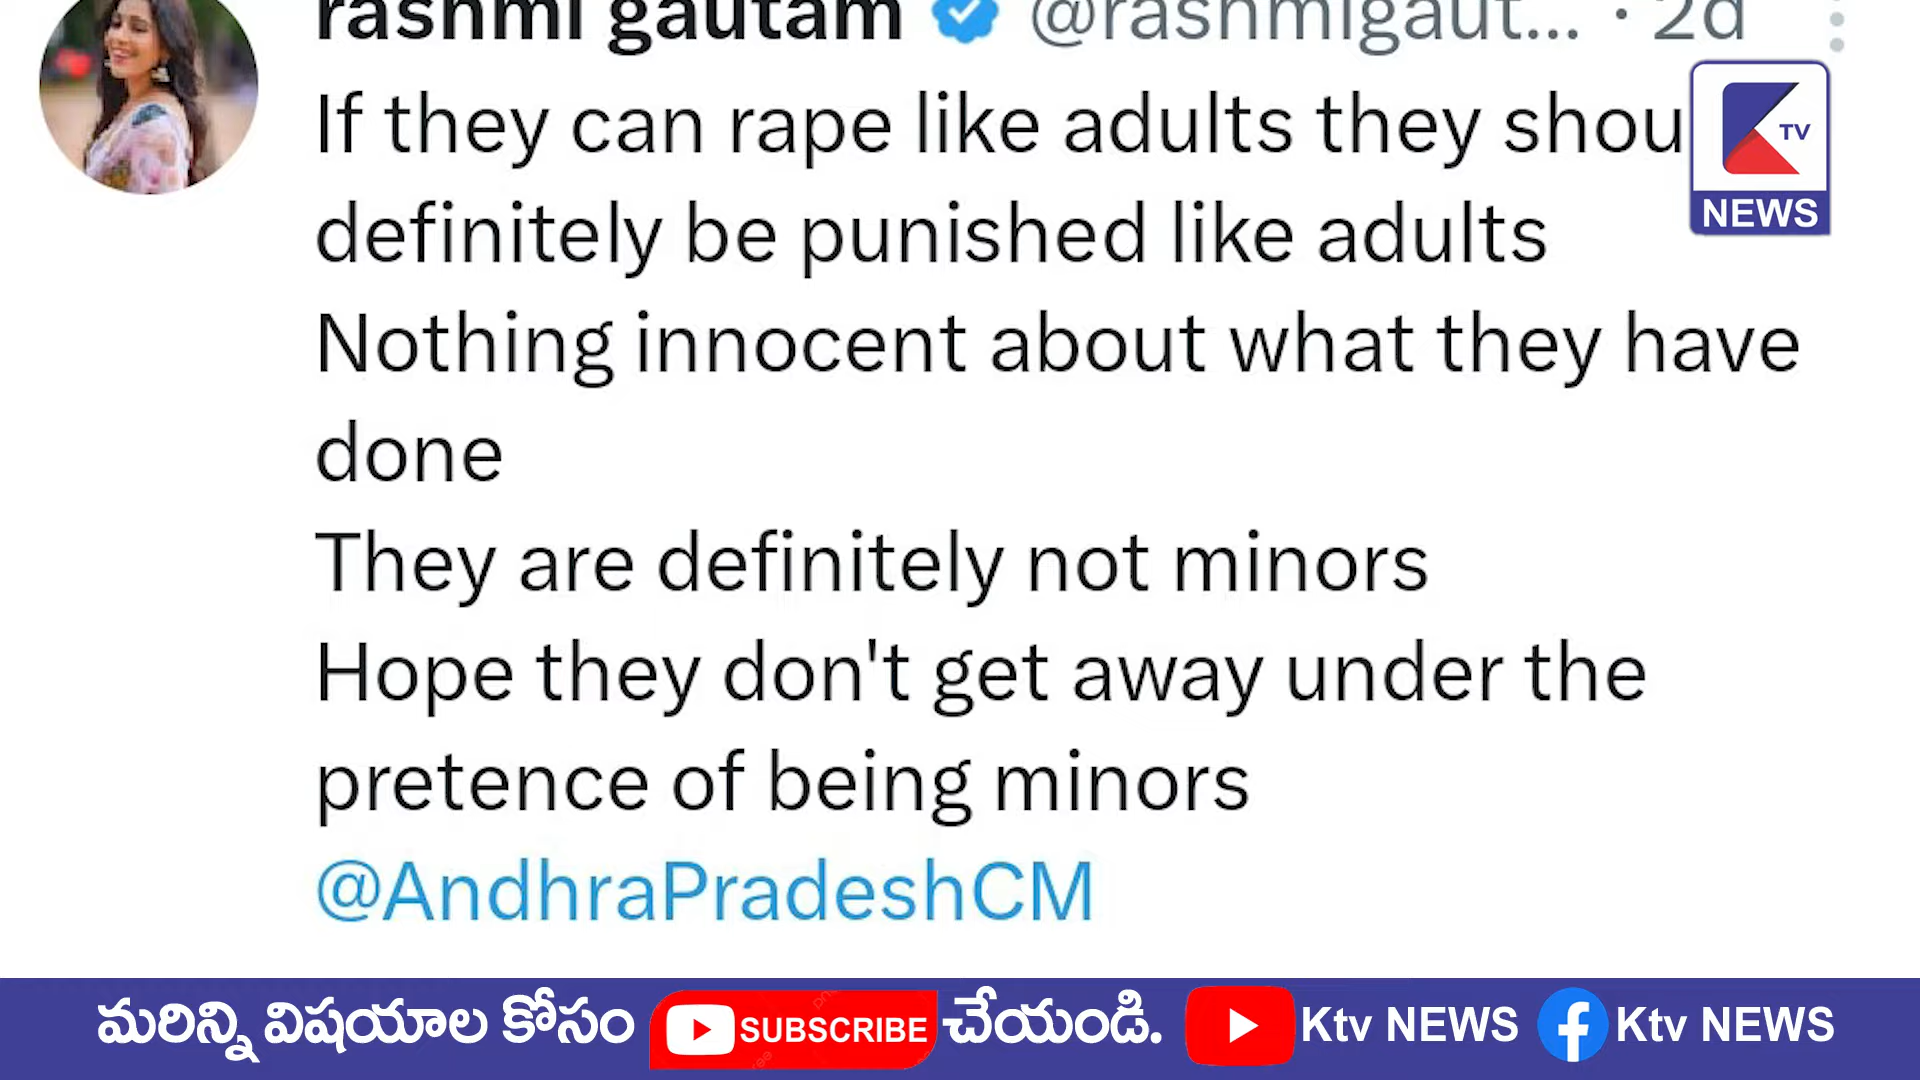 rashmi gautam @rashmigaut... · 2d
If they can rape like adults they shou
TV
NEWS
definitely be punished like adults
Nothing innocent about what they have
done
They are definitely not minors
Hope they don't get away under the
pretence of being minors
@AndhraPradeshCM
మరిన్ని విషయాల కోసం SUBSCRIBE చేయండి. Ktv NEWS Ktv NEWS